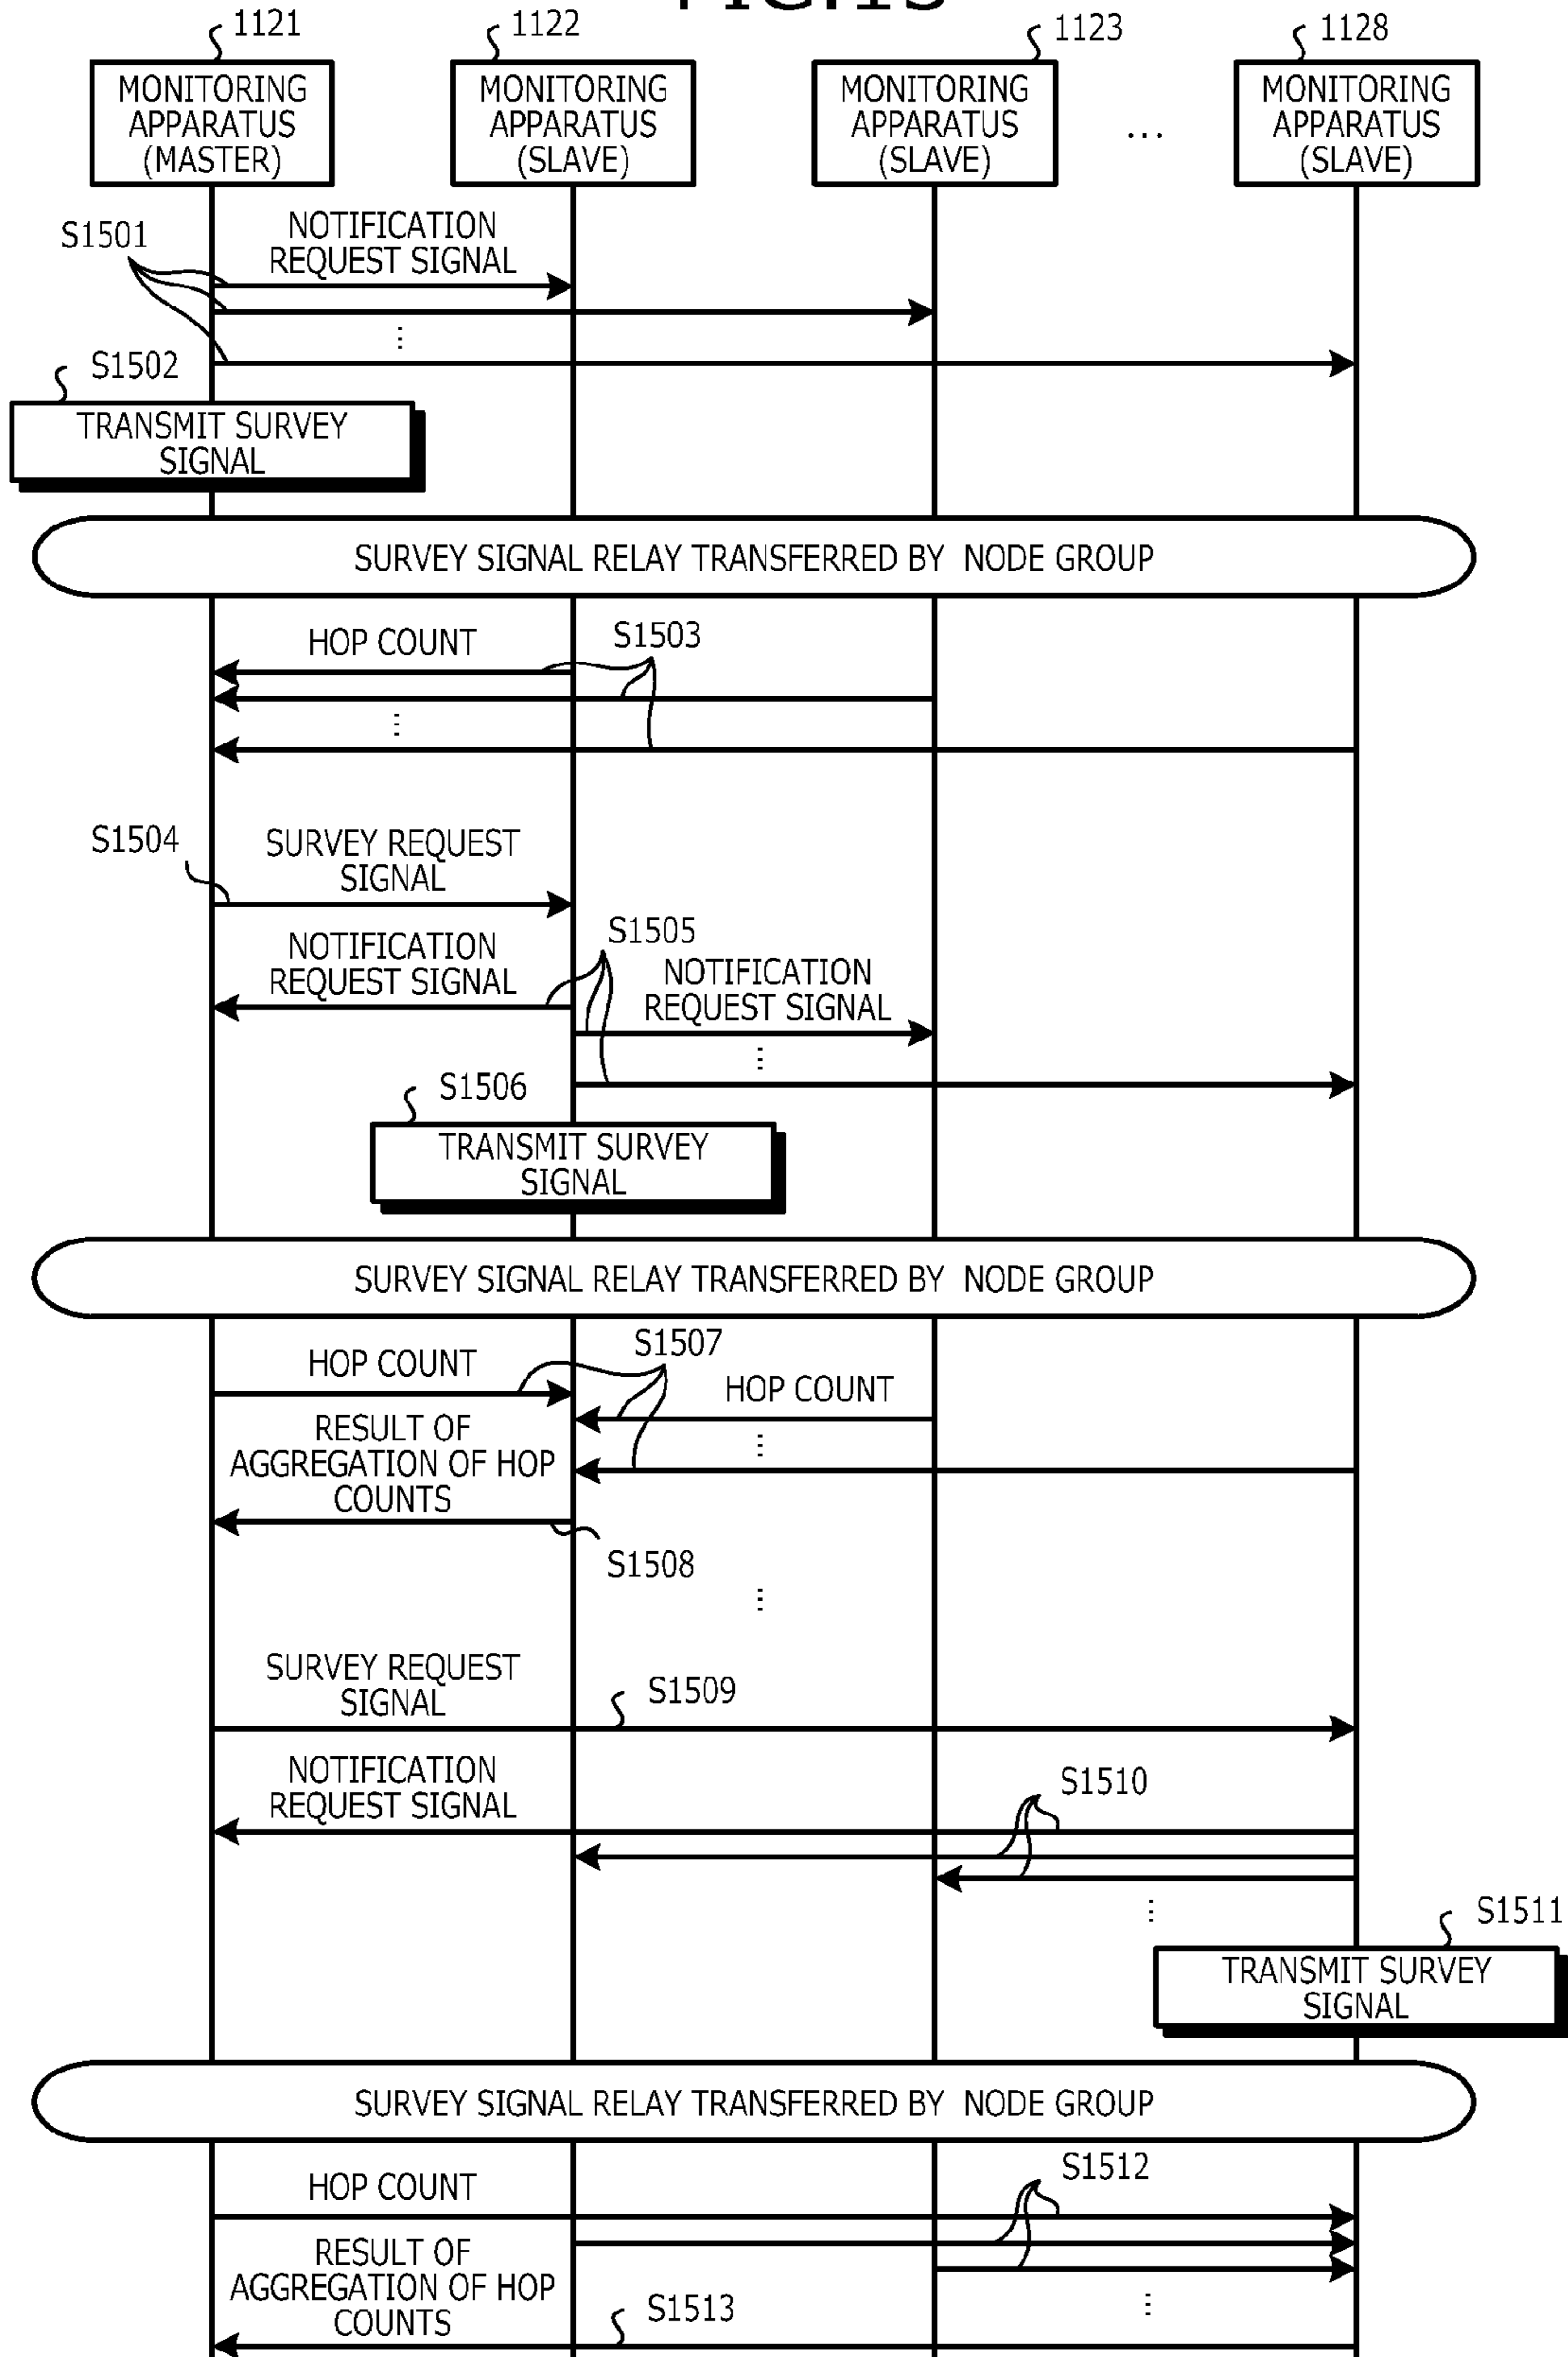 FIG.15
1121
1122
1123
1128
MONITORING
APPARATUS
(MASTER)
MONITORING
APPARATUS
(SLAVE)
MONITORING
APPARATUS
(SLAVE)
...
MONITORING
APPARATUS
(SLAVE)
S1501
NOTIFICATION
REQUEST SIGNAL
S1502
TRANSMIT SURVEY
SIGNAL
SURVEY SIGNAL RELAY TRANSFERRED BY NODE GROUP
HOP COUNT
S1503
S1504
SURVEY REQUEST
SIGNAL
S1505
NOTIFICATION
REQUEST SIGNAL
NOTIFICATION
REQUEST SIGNAL
S1506
TRANSMIT SURVEY
SIGNAL
SURVEY SIGNAL RELAY TRANSFERRED BY NODE GROUP
S1507
HOP COUNT
HOP COUNT
RESULT OF
AGGREGATION OF HOP
COUNTS
S1508
SURVEY REQUEST
SIGNAL
S1509
NOTIFICATION
REQUEST SIGNAL
S1510
S1511
TRANSMIT SURVEY
SIGNAL
SURVEY SIGNAL RELAY TRANSFERRED BY NODE GROUP
HOP COUNT
S1512
RESULT OF
AGGREGATION OF HOP
COUNTS
S1513